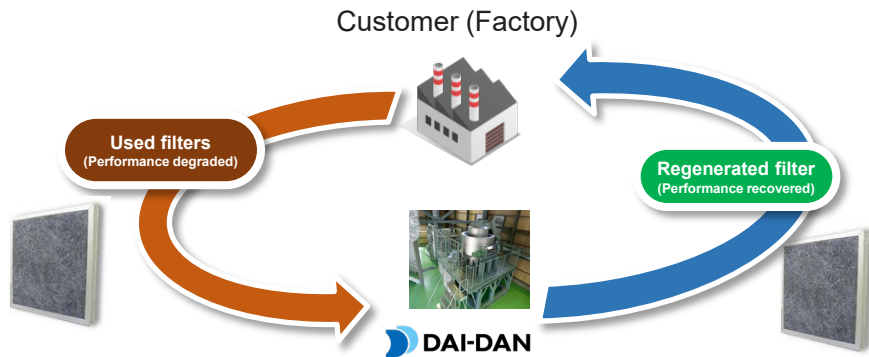 Customer (Factory)
Used filters
(Performance degraded)
Regenerated filter
(Performance recovered)
DAI-DAN